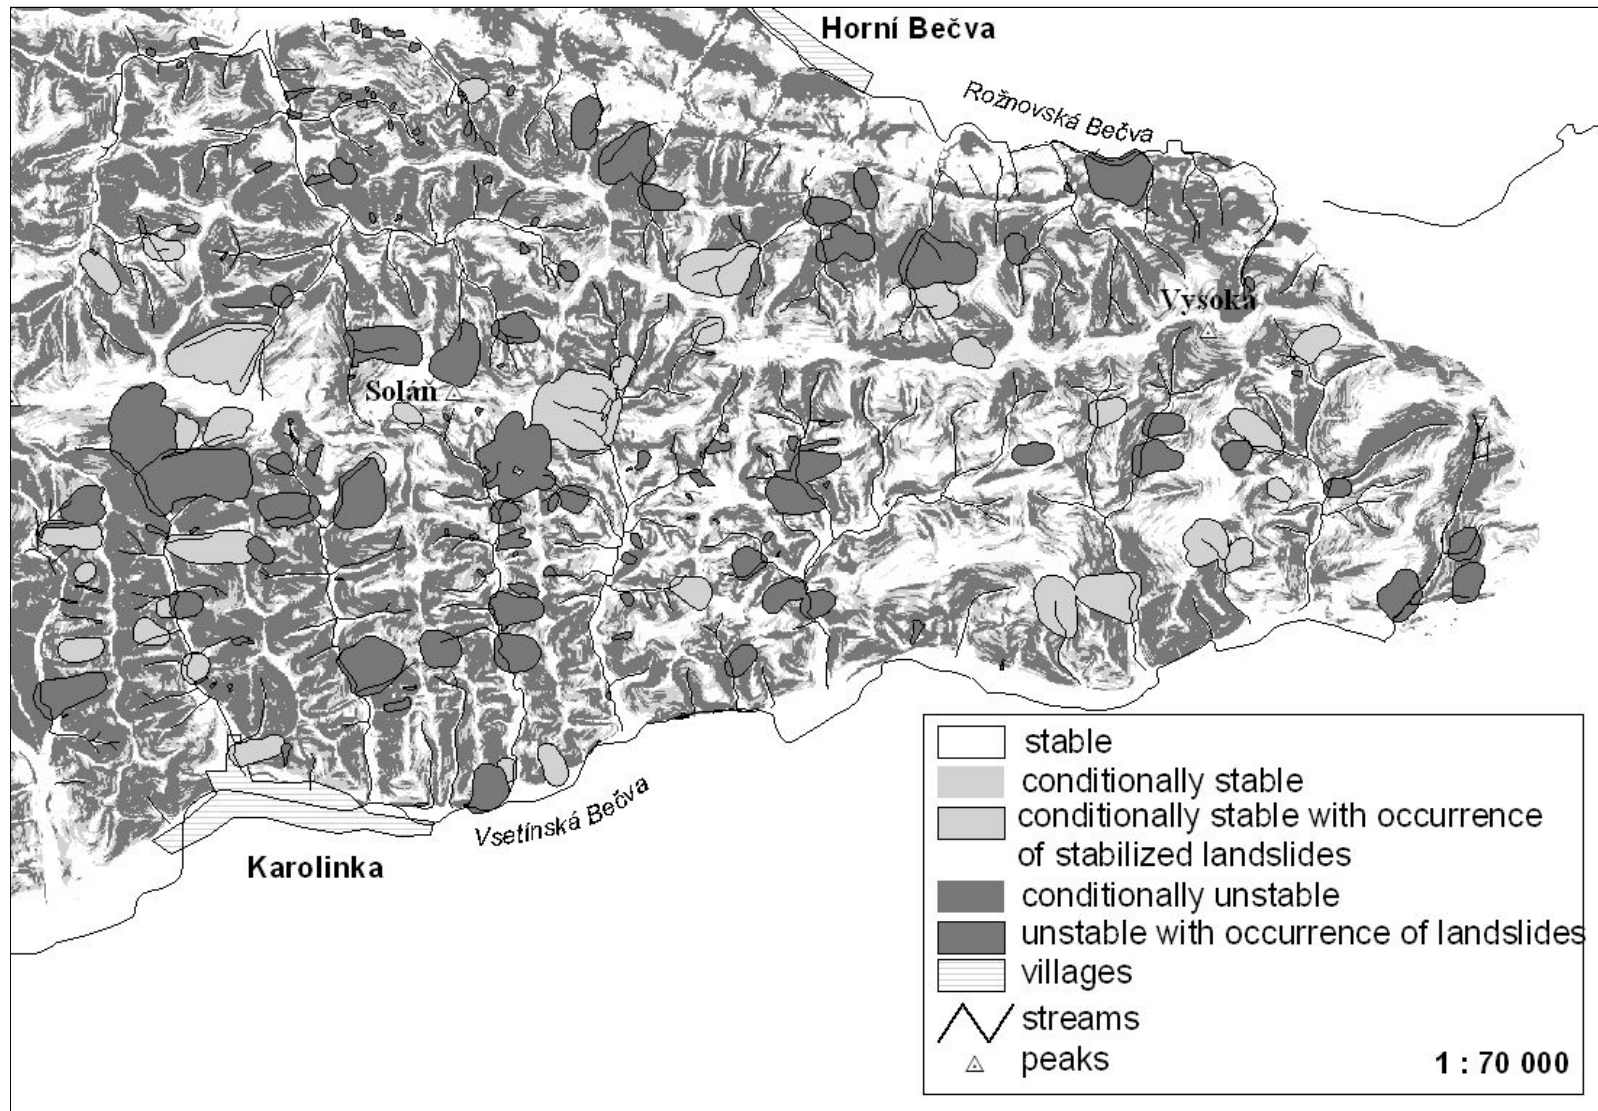 Horní Bečva
Rožnovská Bečva
Vysoká
Soláň
Vsetínská Bečva
Karolinka
stable
conditionally stable
conditionally stable with occurrence
of stabilized landslides
conditionally unstable
unstable with occurrence of landslides
villages
streams
peaks
1 : 70 000